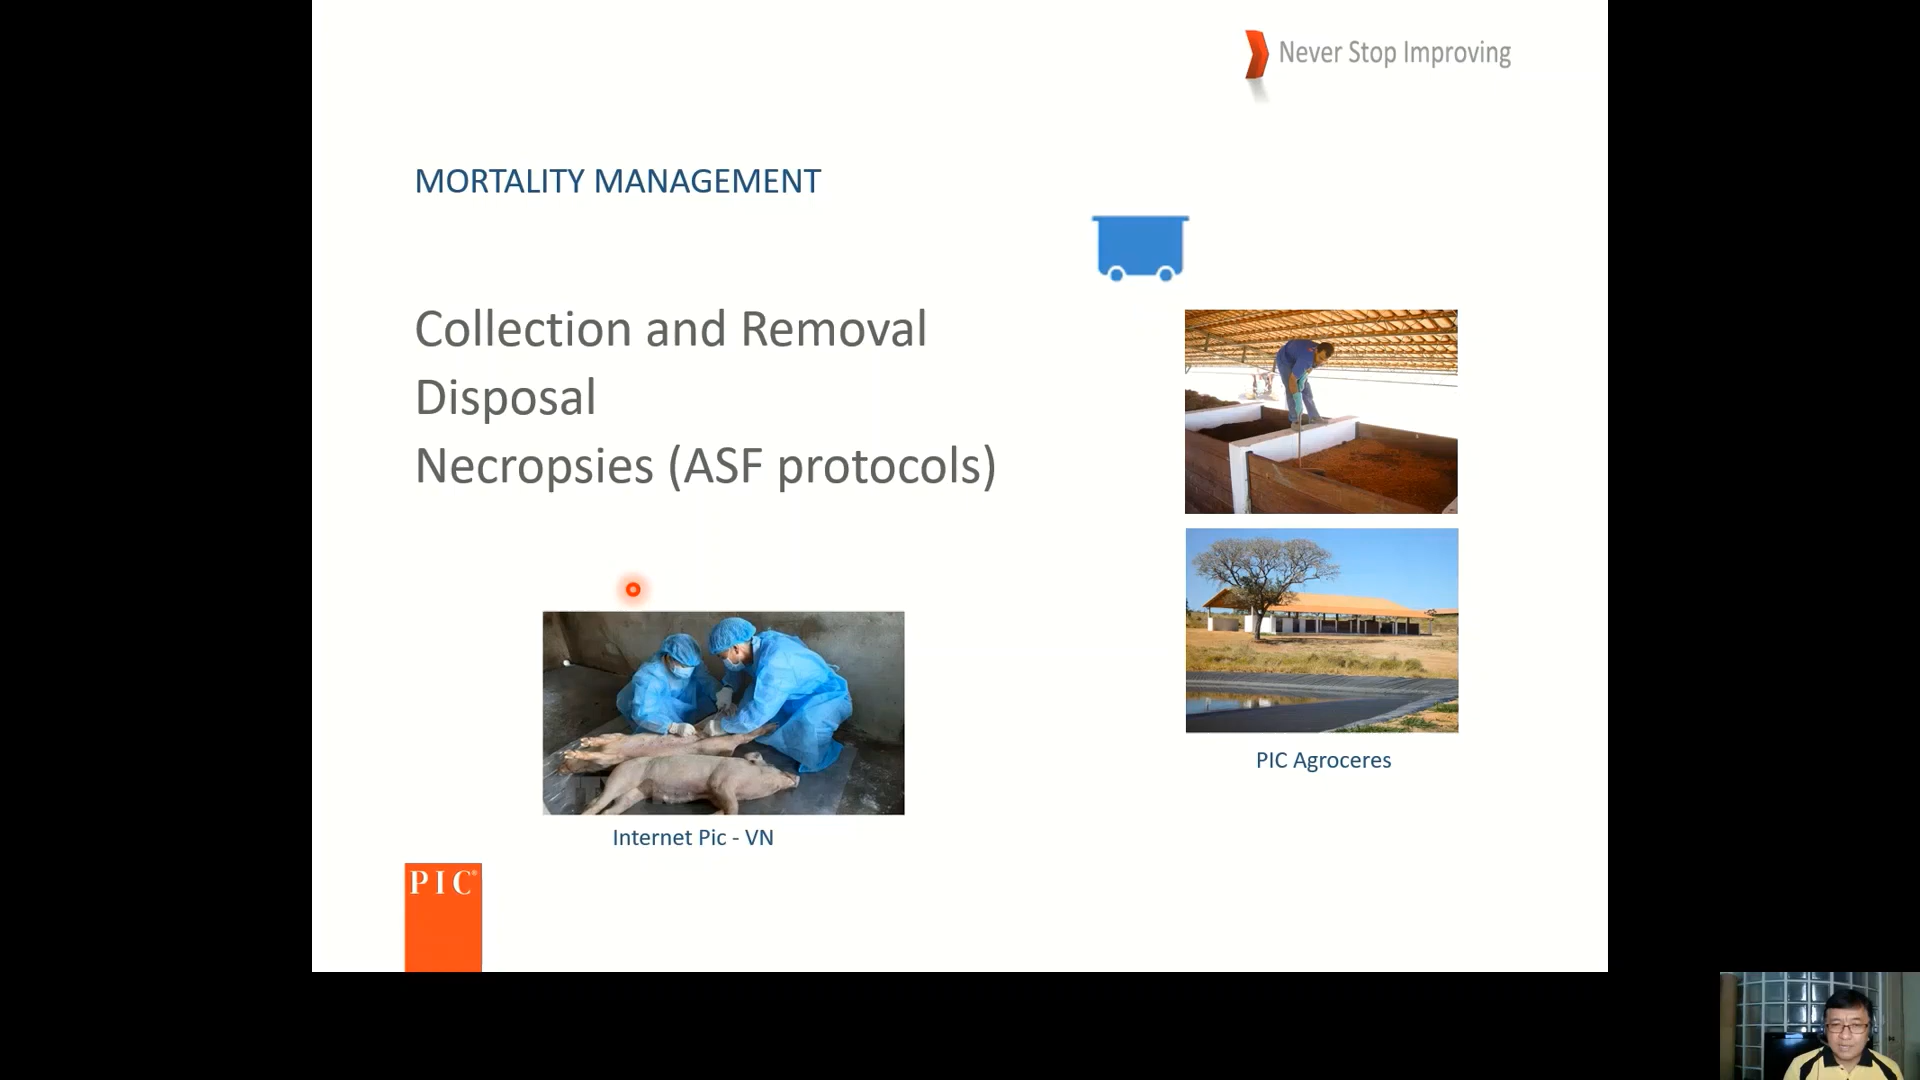 Never Stop Improving
MORTALITY MANAGEMENT
Collection and Removal
Disposal
Necropsies (ASF protocols)
PIC Agroceres
Internet Pic - VN
PIC®